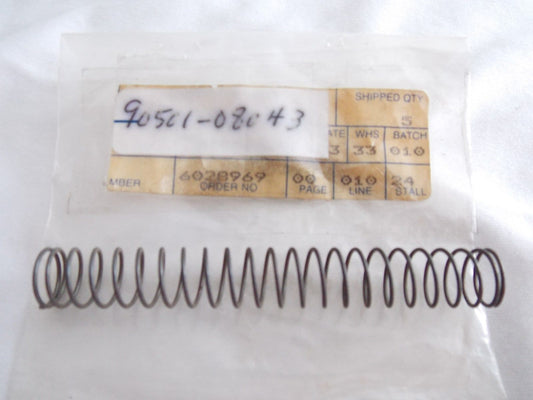 SHIPPED QTY
5
90501-08043
ATE WHS BATCH
3 33 010
6028969 00 010 24
MBER ORDER NO PAGE LINE STALL